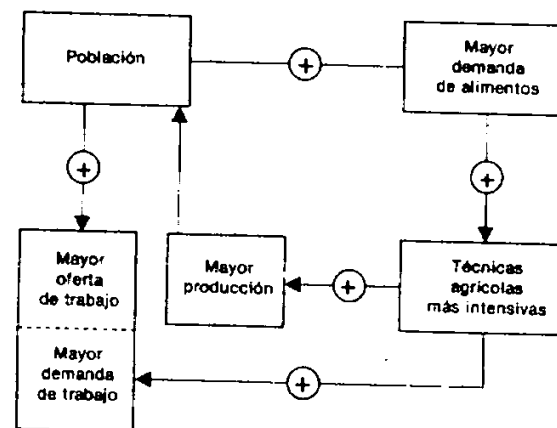 Población
+
Mayor
demanda
de alimentos
+
+
Mayor
oferta
de trabajo
Mayor
producción
+
Técnicas
agrícolas
más intensivas
Mayor
demanda
de trabajo
+